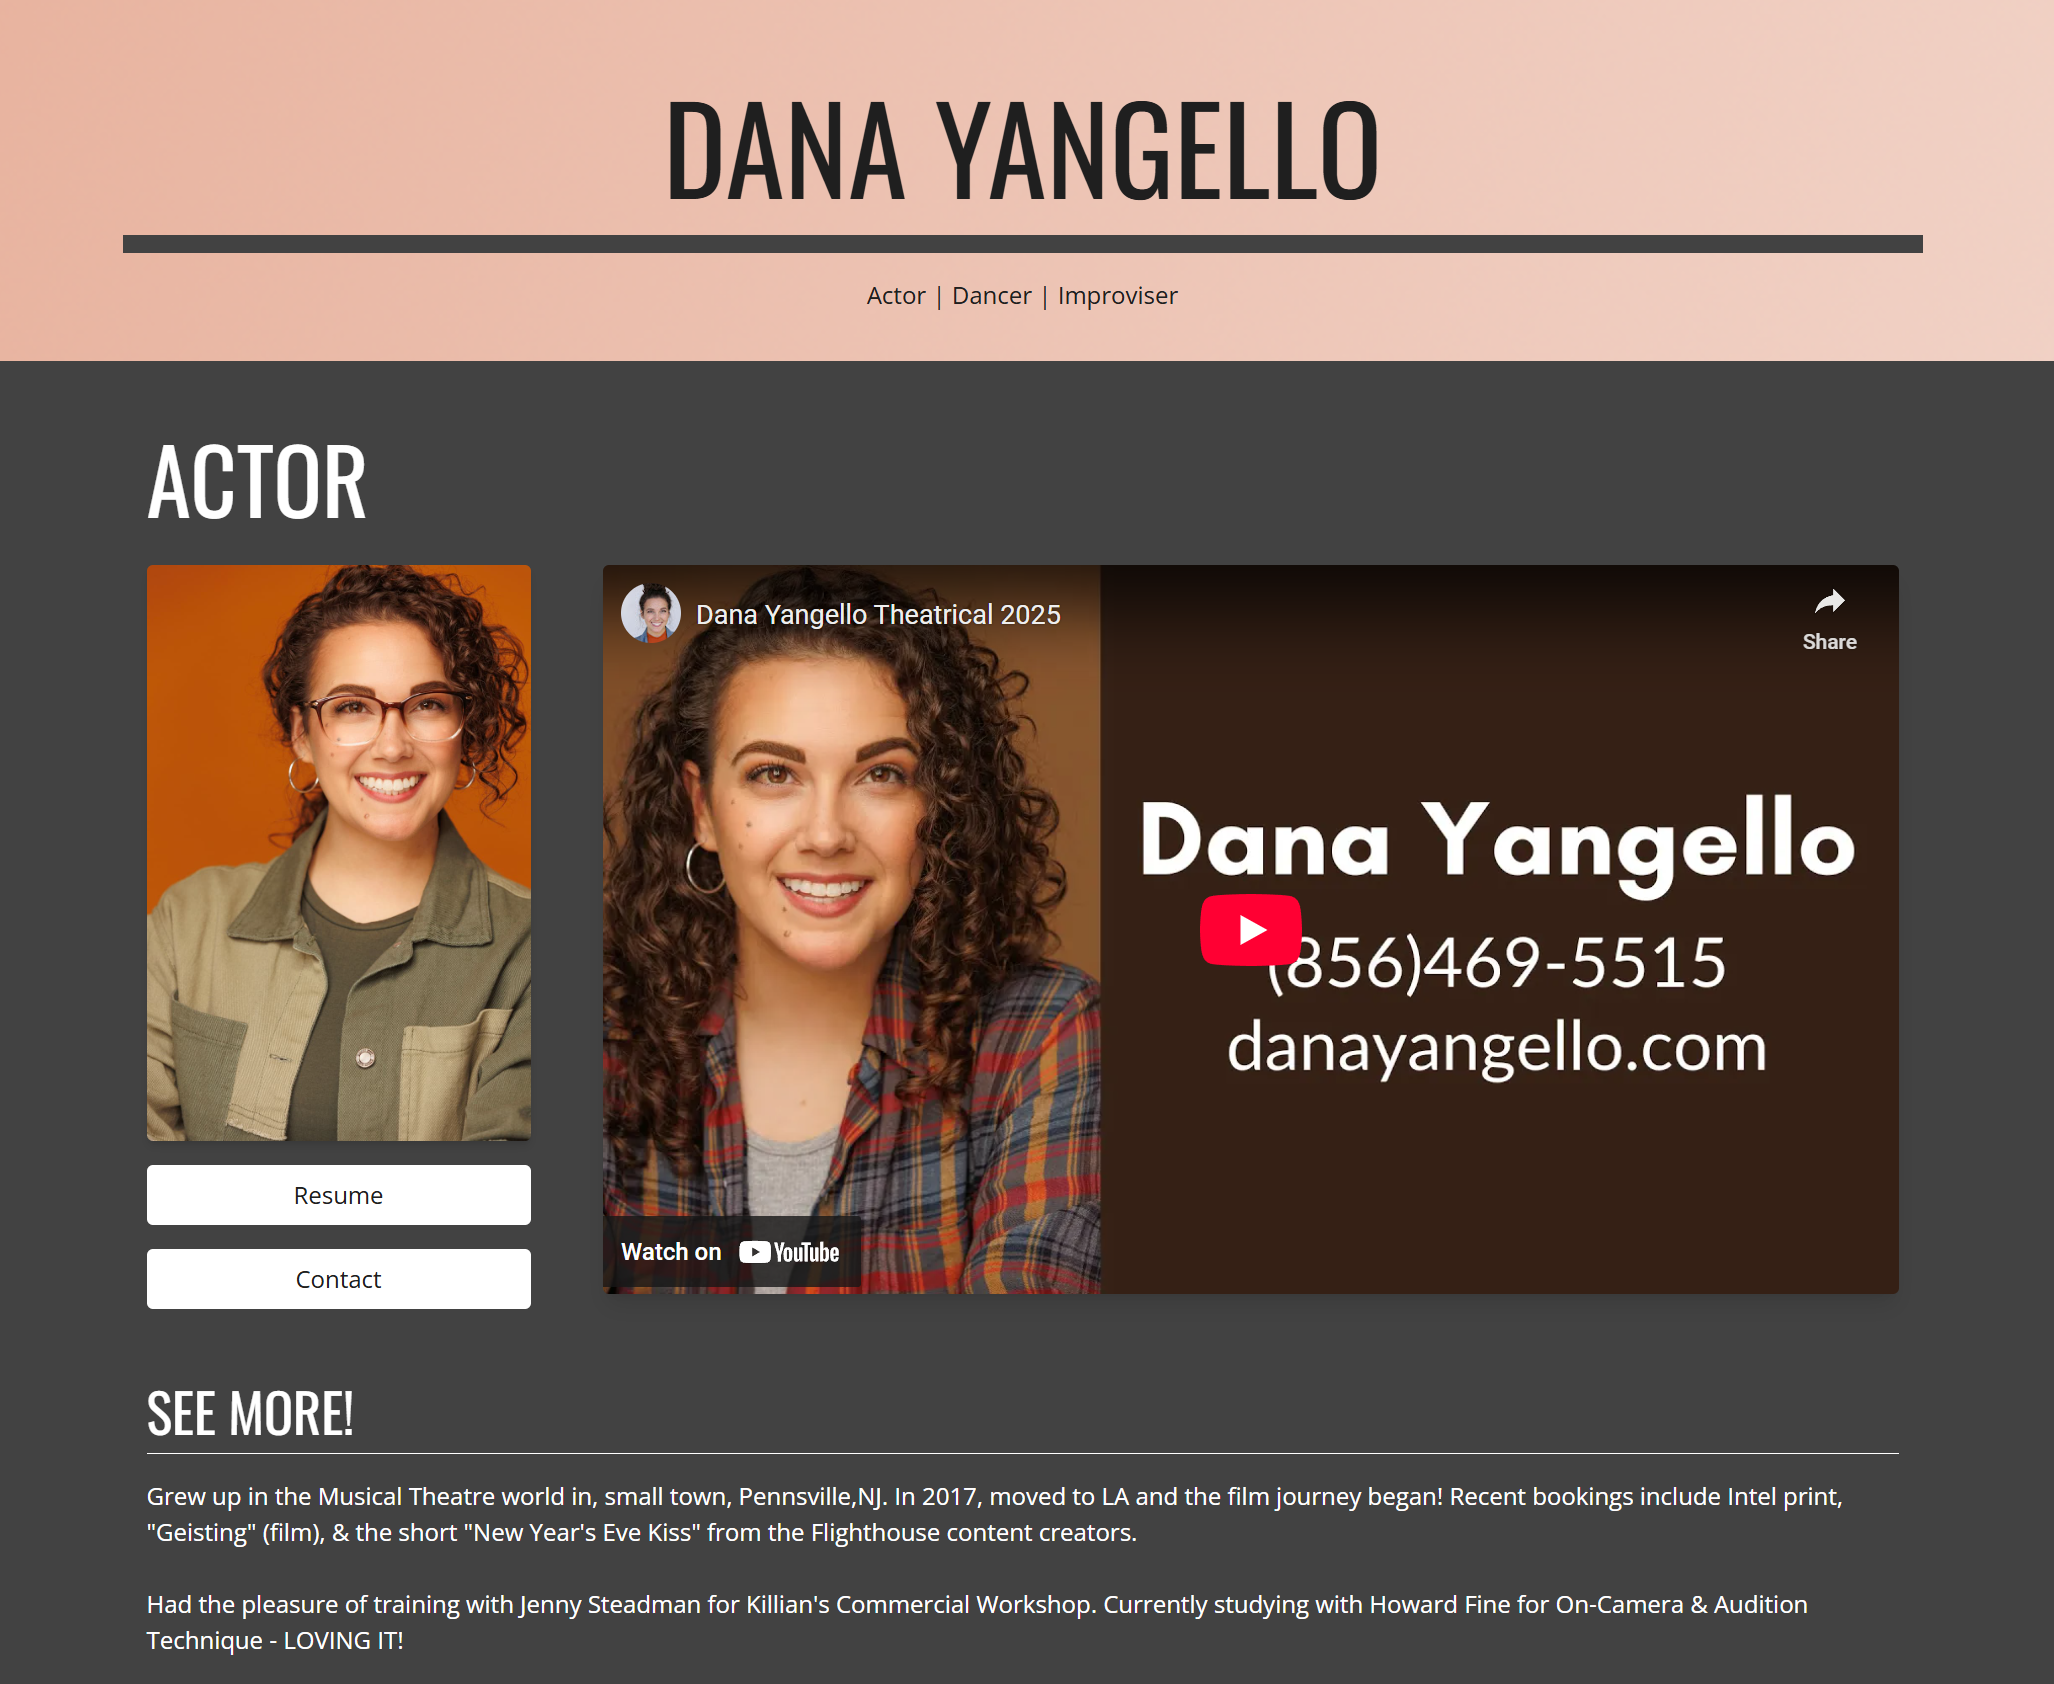 DANA YANGELLO
Actor | Dancer | Improviser
ACTOR
Dana Yangello Theatrical 2025
Share
Dana Yangello
(856)469-5515
danayangello.com
Watch on YouTube
Resume
Contact
SEE MORE!
Grew up in the Musical Theatre world in, small town, Pennsville,NJ. In 2017, moved to LA and the film journey began! Recent bookings include Intel print,
"Geisting" (film), & the short "New Year's Eve Kiss" from the Flighthouse content creators.
Had the pleasure of training with Jenny Steadman for Killian's Commercial Workshop. Currently studying with Howard Fine for On-Camera & Audition
Technique - LOVING IT!